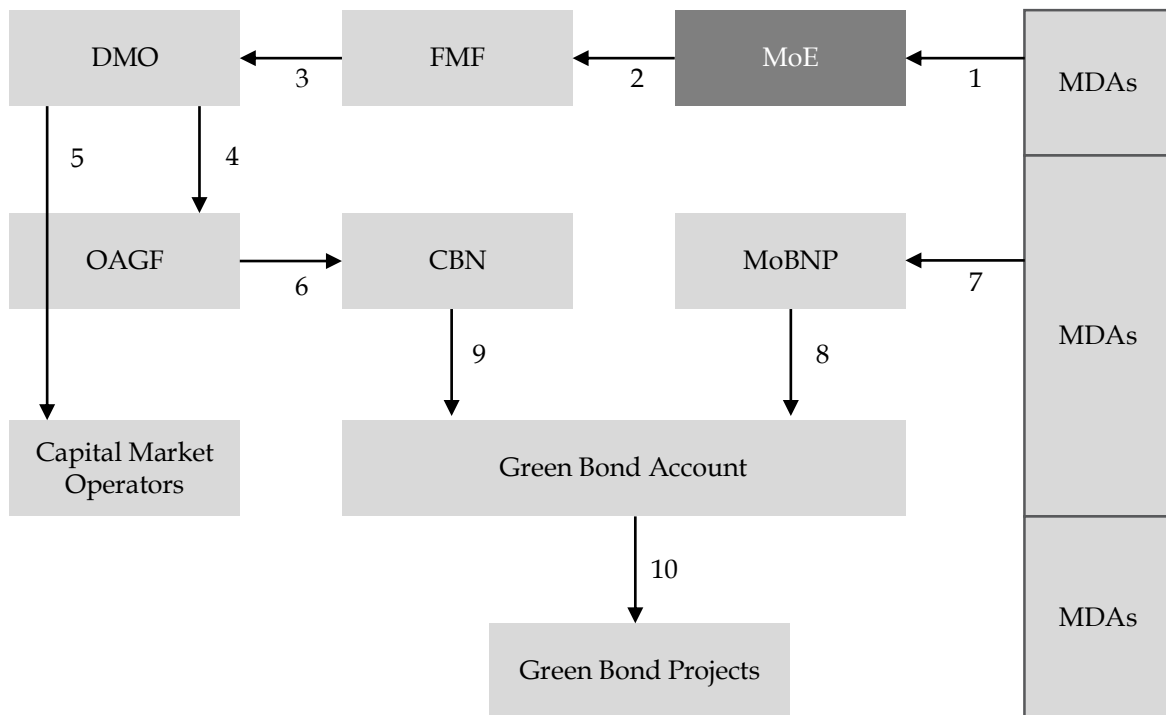 DMO
FMF
MoE
MDAs
3
2
1
5
4
OAGF
CBN
MoBNP
6
7
MDAs
9
8
Capital Market
Operators
Green Bond Account
10
MDAs
Green Bond Projects